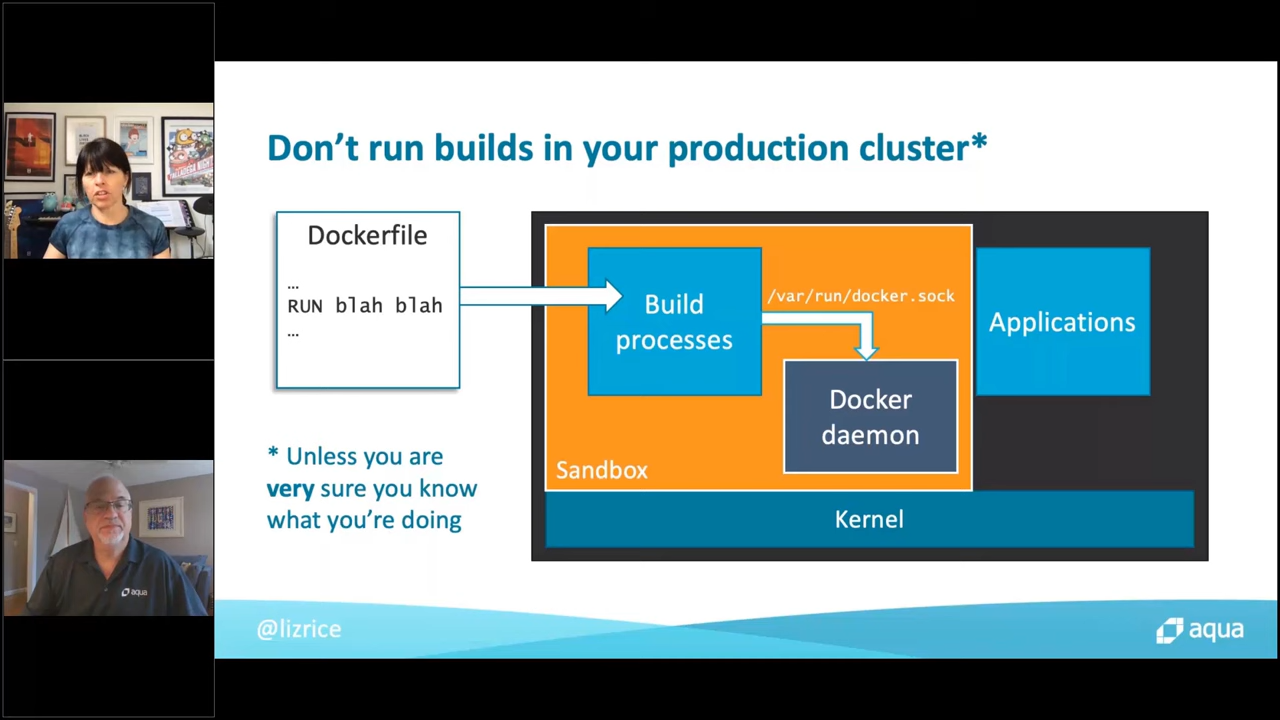 Don't run builds in your production cluster*
Dockerfile
...
RUN blah blah
...
* Unless you are
very sure you know
what you're doing
Build
processes
/var/run/docker.sock
Docker
daemon
Sandbox
Applications
Kernel
@lizrice
aqua
aqua